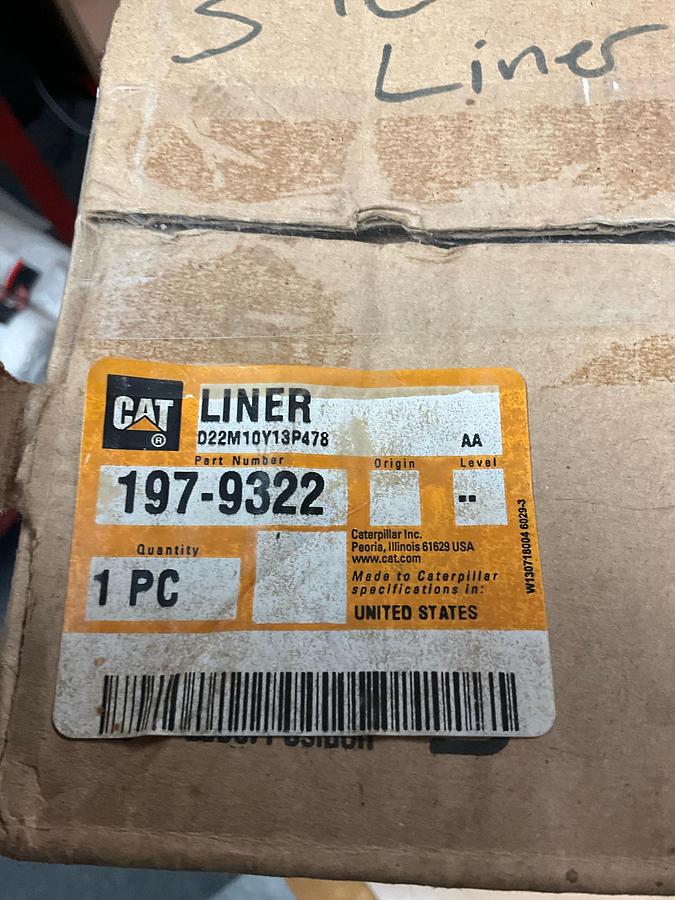 Liner
CAT
®
LINER
D22M10Y13P478
AA
Part Number
Origin
Level
197-9322
--
Caterpillar Inc.
Peoria, Illinois 61629 USA
www.cat.com
Quantity
1 PC
Made to Caterpillar
specifications in:
UNITED STATES
W130718004 6029-3